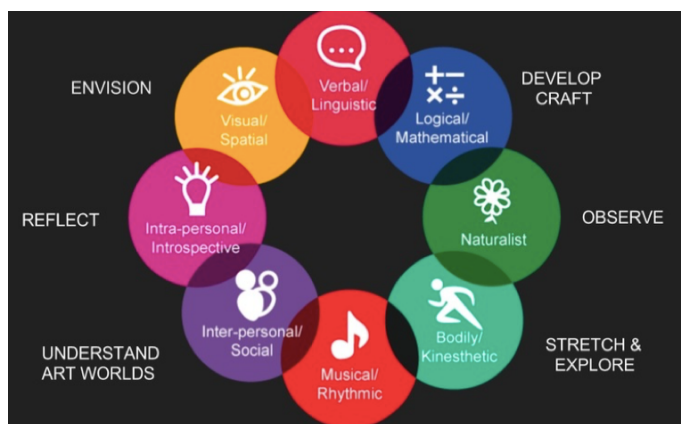 ENVISION
Verbal/
Linguistic
DEVELOP
CRAFT
Visual/
Spatial
Logical/
Mathematical
REFLECT
Intra-personal/
Introspective
Naturalist
OBSERVE
UNDERSTAND
ART WORLDS
Inter-personal/
Social
Musical/
Rhythmic
Bodily/
Kinesthetic
STRETCH &
EXPLORE